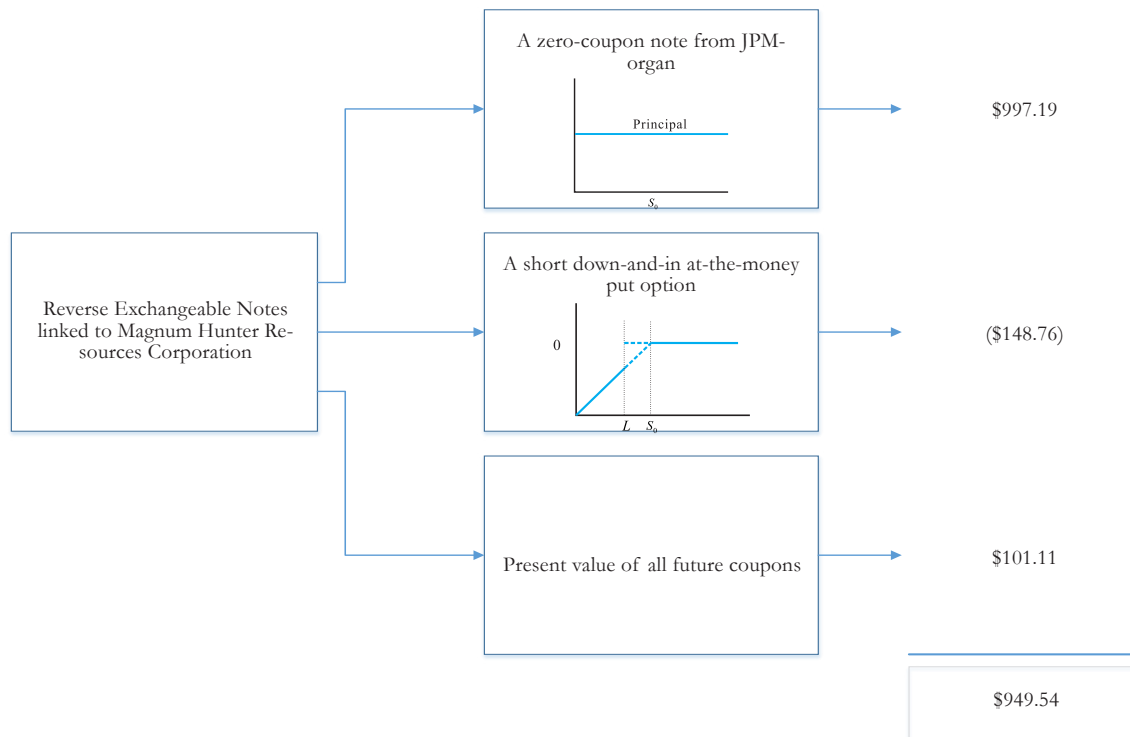 A zero-coupon note from JPM-
organ
Principal
S₀
$997.19
Reverse Exchangeable Notes
linked to Magnum Hunter Re-
sources Corporation
A short down-and-in at-the-money
put option
0
L S₀
($148.76)
Present value of all future coupons
$101.11
$949.54